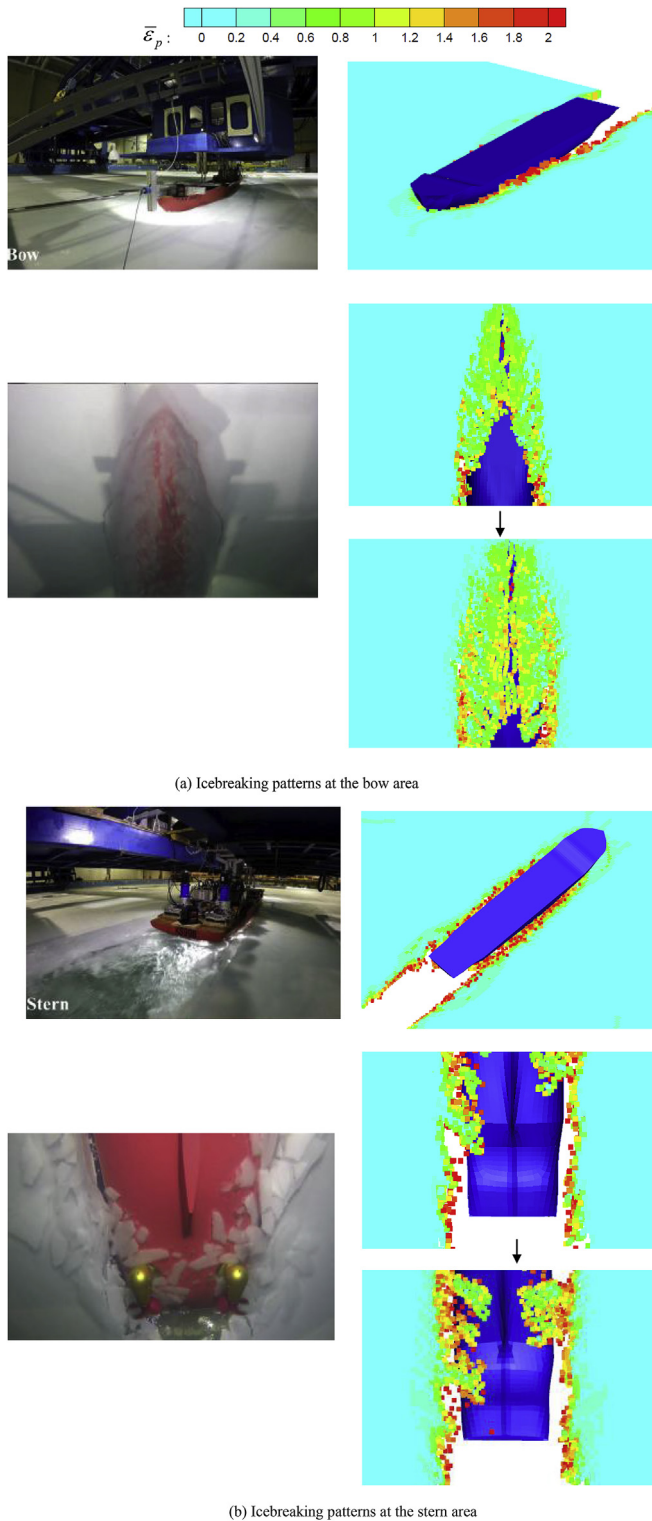 ε̅ₚ:
0 0.2 0.4 0.6 0.8 1 1.2 1.4 1.6 1.8 2
Bow
(a) Icebreaking patterns at the bow area
Stern
(b) Icebreaking patterns at the stern area